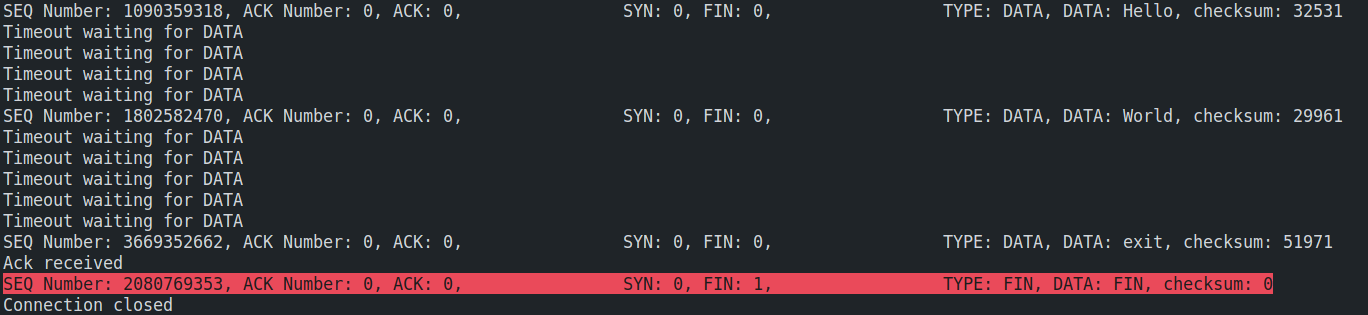 SEQ Number: 1090359318, ACK Number: 0, ACK: 0, SYN: 0, FIN: 0, TYPE: DATA, DATA: Hello, checksum: 32531
Timeout waiting for DATA
Timeout waiting for DATA
Timeout waiting for DATA
Timeout waiting for DATA
SEQ Number: 1802582470, ACK Number: 0, ACK: 0, SYN: 0, FIN: 0, TYPE: DATA, DATA: World, checksum: 29961
Timeout waiting for DATA
Timeout waiting for DATA
Timeout waiting for DATA
Timeout waiting for DATA
Timeout waiting for DATA
SEQ Number: 3669352662, ACK Number: 0, ACK: 0, SYN: 0, FIN: 0, TYPE: DATA, DATA: exit, checksum: 51971
Ack received
SEQ Number: 2080769353, ACK Number: 0, ACK: 0, SYN: 0, FIN: 1, TYPE: FIN, DATA: FIN, checksum: 0
Connection closed